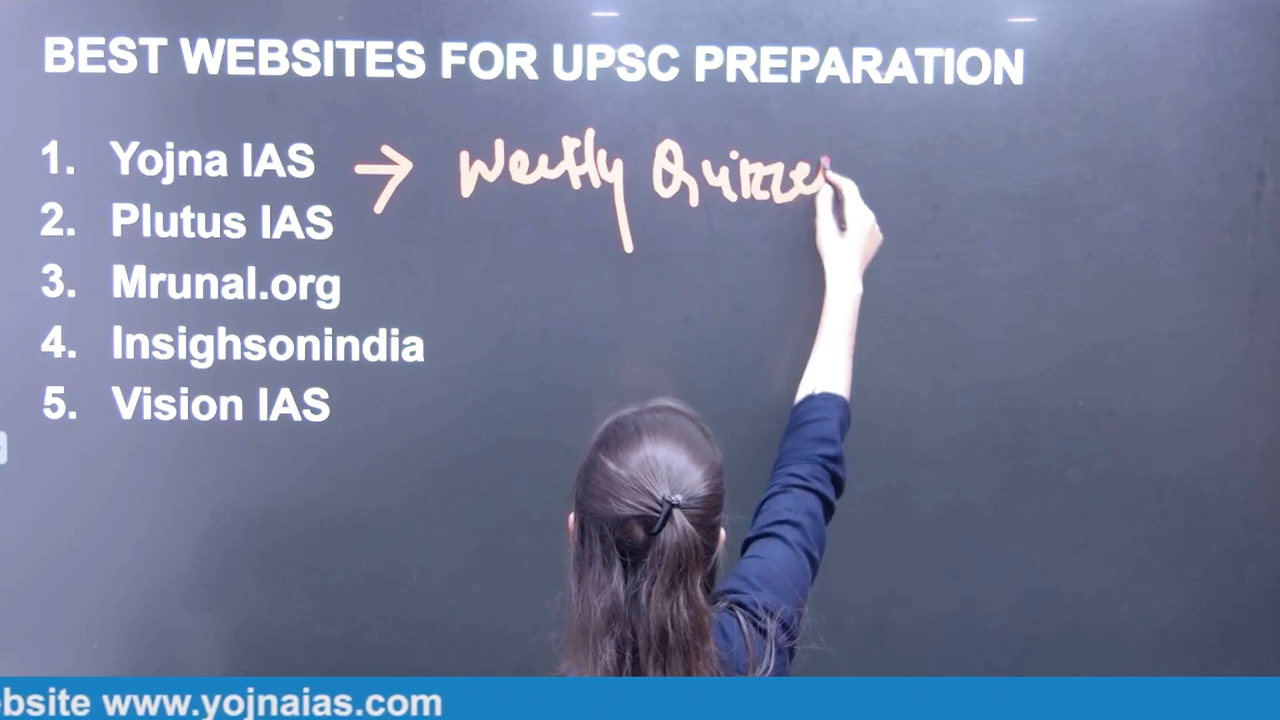 BEST WEBSITES FOR UPSC PREPARATION
1. Yojna IAS → Weekly Quizzes
2. Plutus IAS
3. Mrunal.org
4. Insighsonindia
5. Vision IAS
ebsite www.yojnaias.com